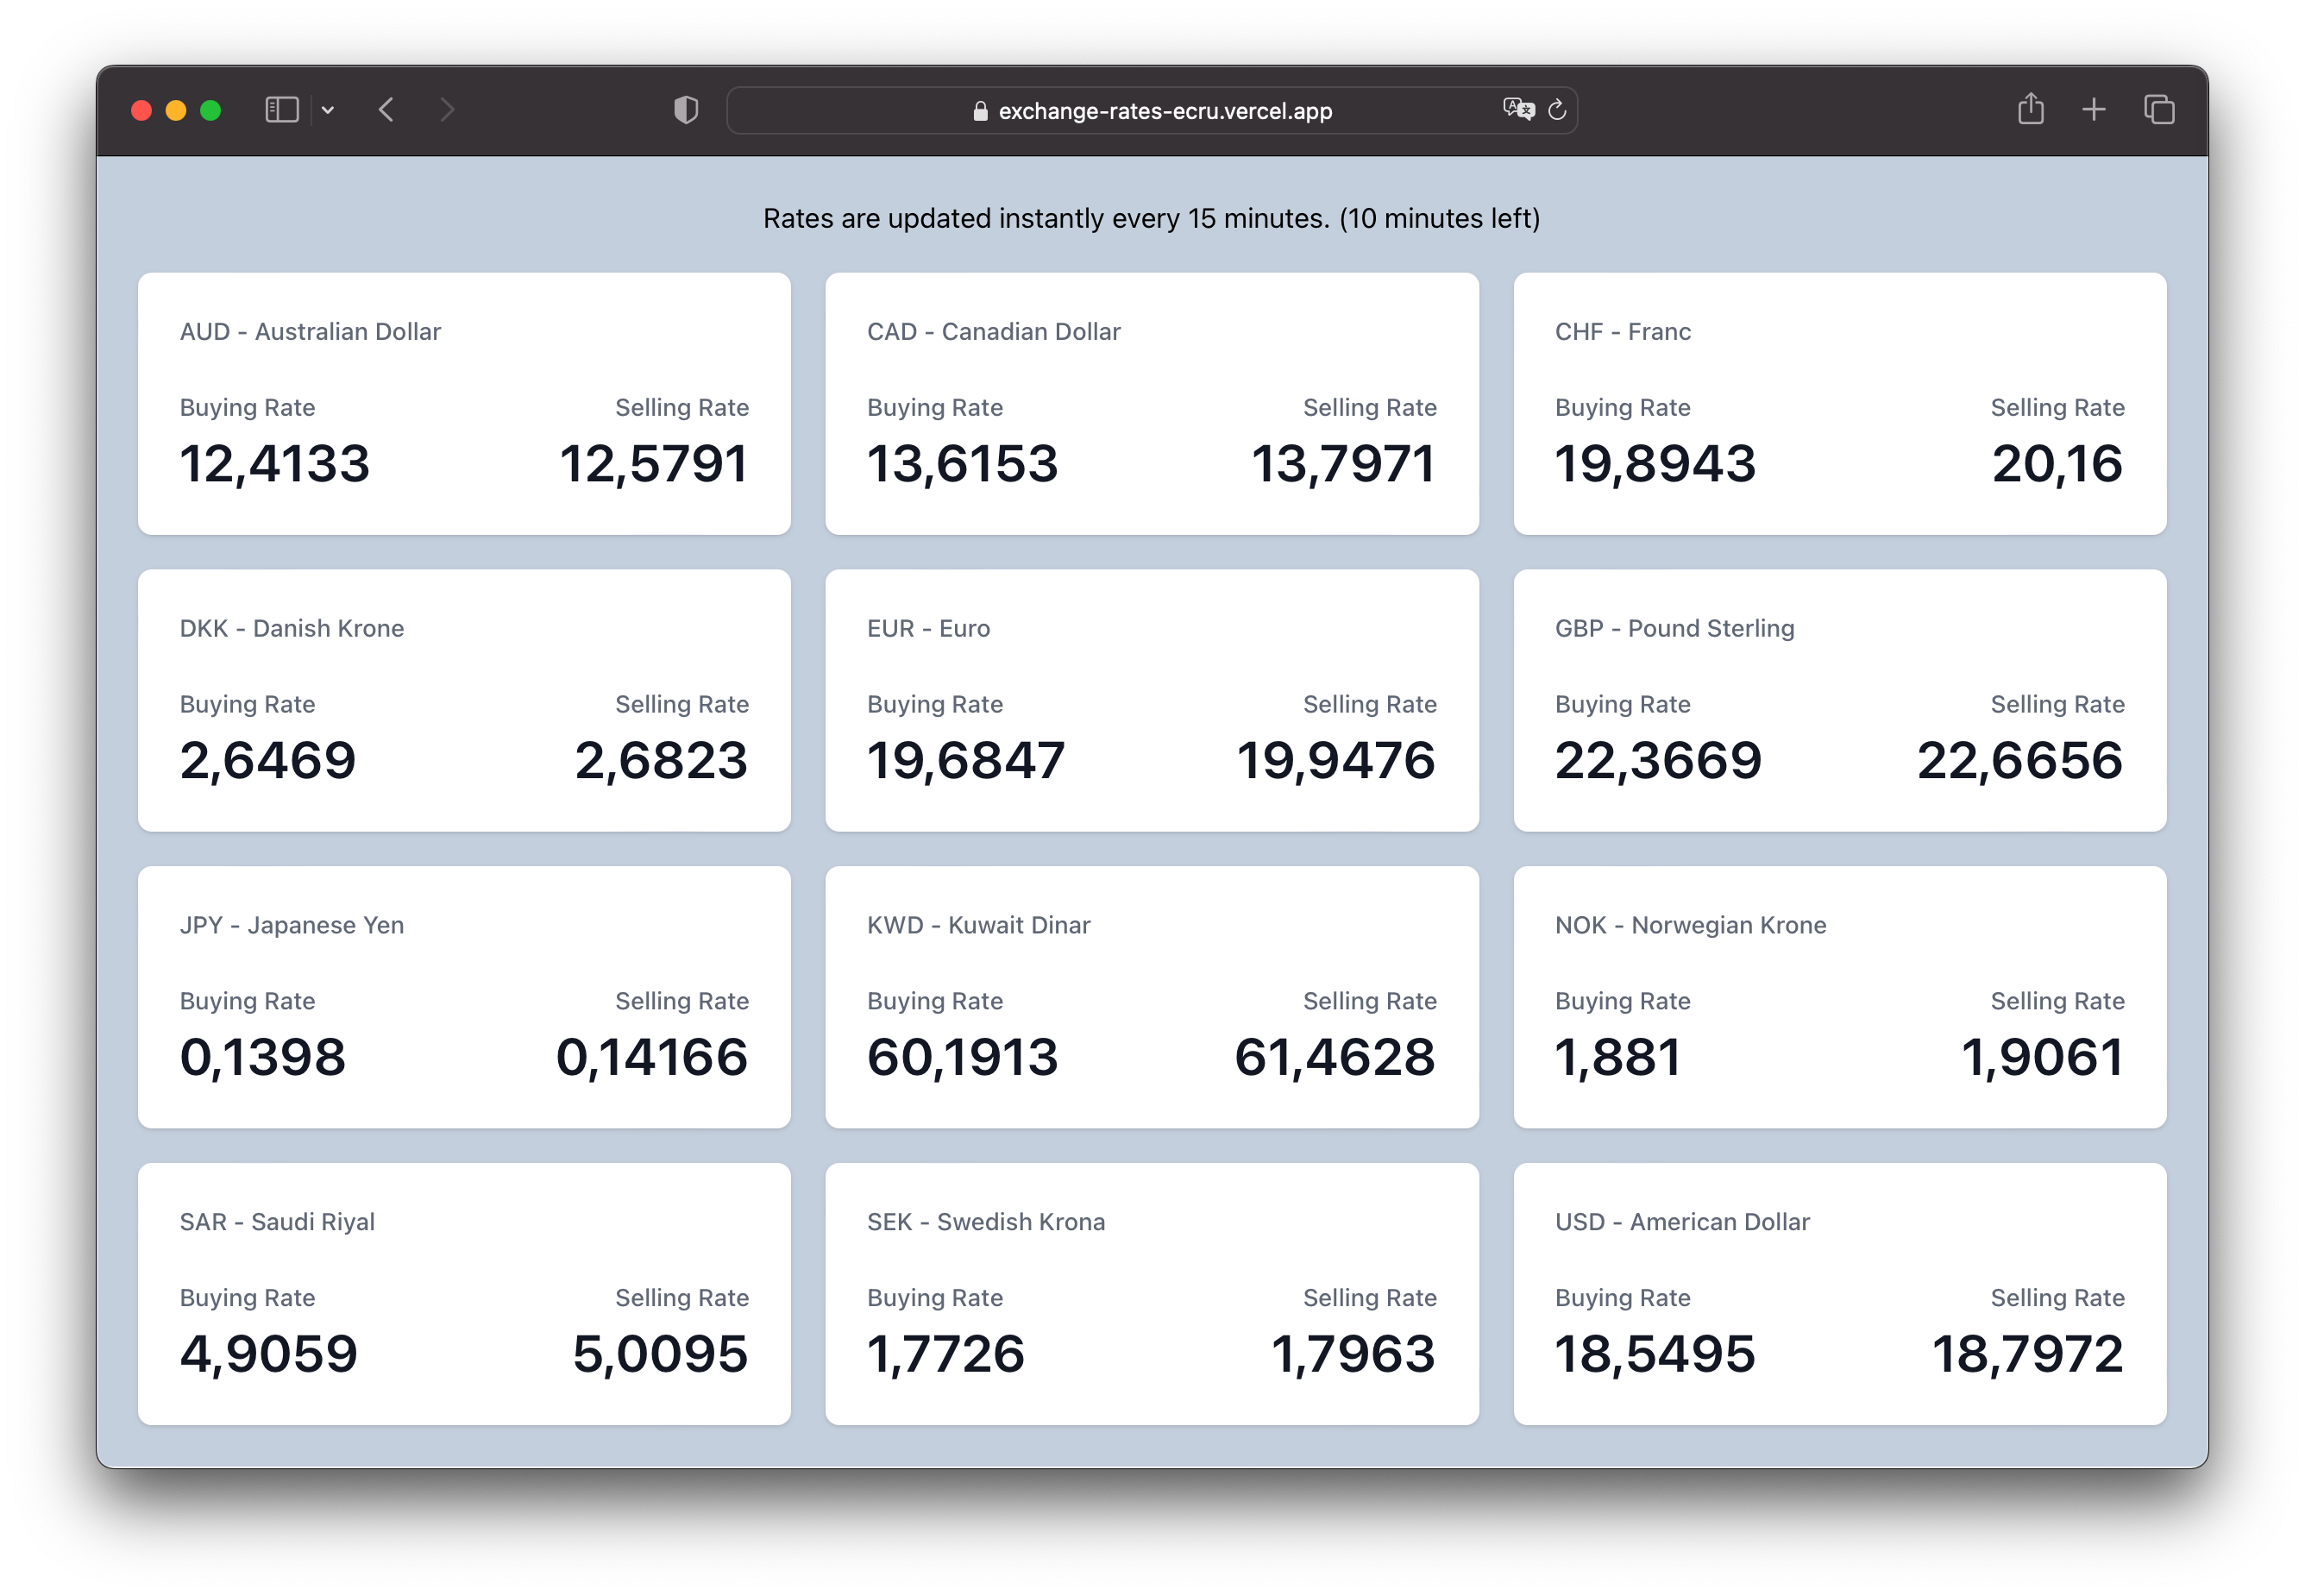 exchange-rates-ecru.vercel.app
Rates are updated instantly every 15 minutes. (10 minutes left)
AUD - Australian Dollar
Buying Rate Selling Rate
12,4133 12,5791
CAD - Canadian Dollar
Buying Rate Selling Rate
13,6153 13,7971
CHF - Franc
Buying Rate Selling Rate
19,8943 20,16
DKK - Danish Krone
Buying Rate Selling Rate
2,6469 2,6823
EUR - Euro
Buying Rate Selling Rate
19,6847 19,9476
GBP - Pound Sterling
Buying Rate Selling Rate
22,3669 22,6656
JPY - Japanese Yen
Buying Rate Selling Rate
0,1398 0,14166
KWD - Kuwait Dinar
Buying Rate Selling Rate
60,1913 61,4628
NOK - Norwegian Krone
Buying Rate Selling Rate
1,881 1,9061
SAR - Saudi Riyal
Buying Rate Selling Rate
4,9059 5,0095
SEK - Swedish Krona
Buying Rate Selling Rate
1,7726 1,7963
USD - American Dollar
Buying Rate Selling Rate
18,5495 18,7972